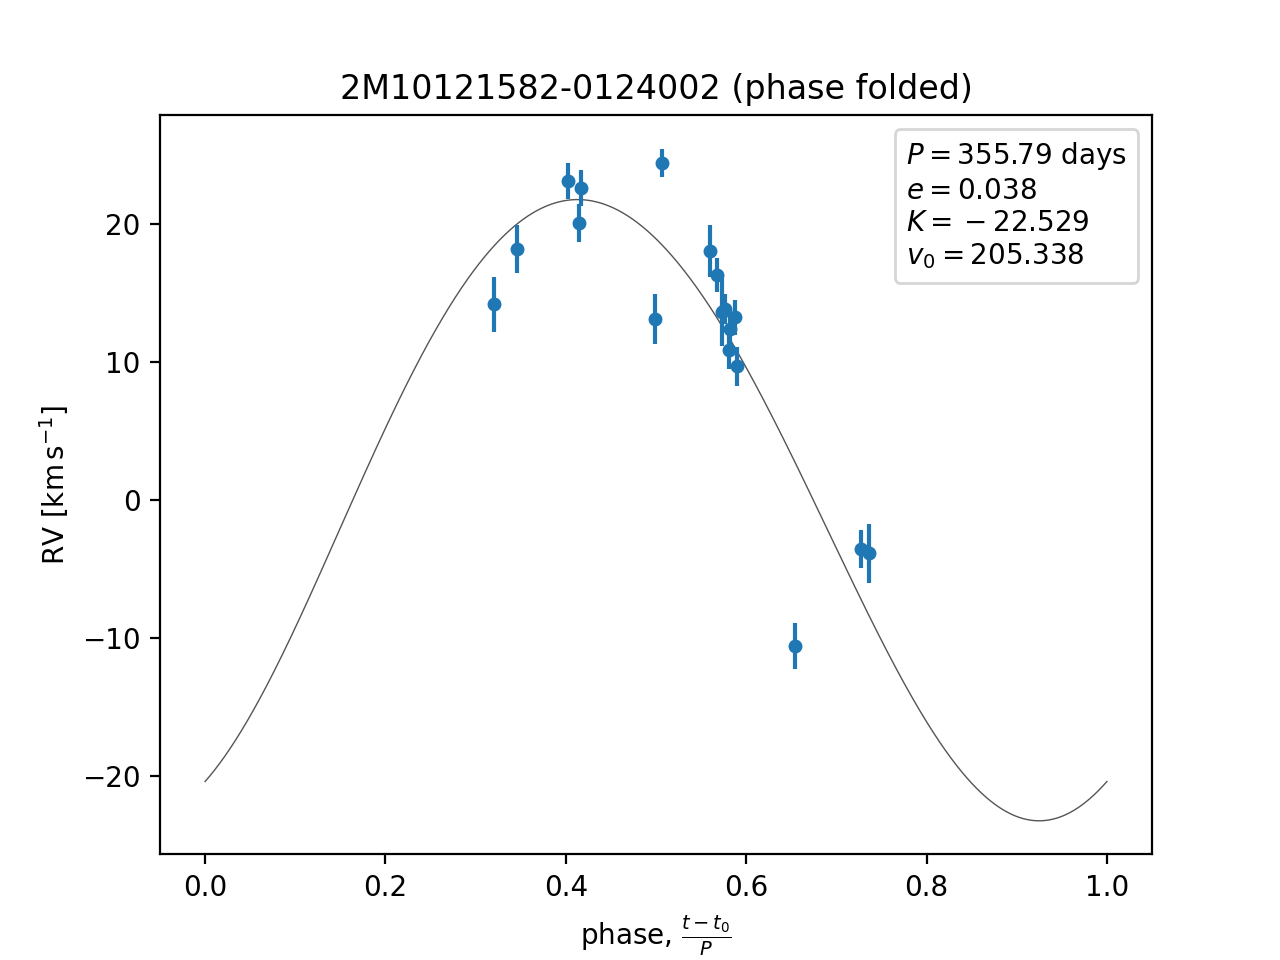 2M10121582-0124002 (phase folded)
P = 355.79 days
e = 0.038
K = −22.529
v₀ = 205.338
20
10
0
−10
−20
RV [km s⁻¹]
0.0 0.2 0.4 0.6 0.8 1.0
phase, (t − t₀)/P